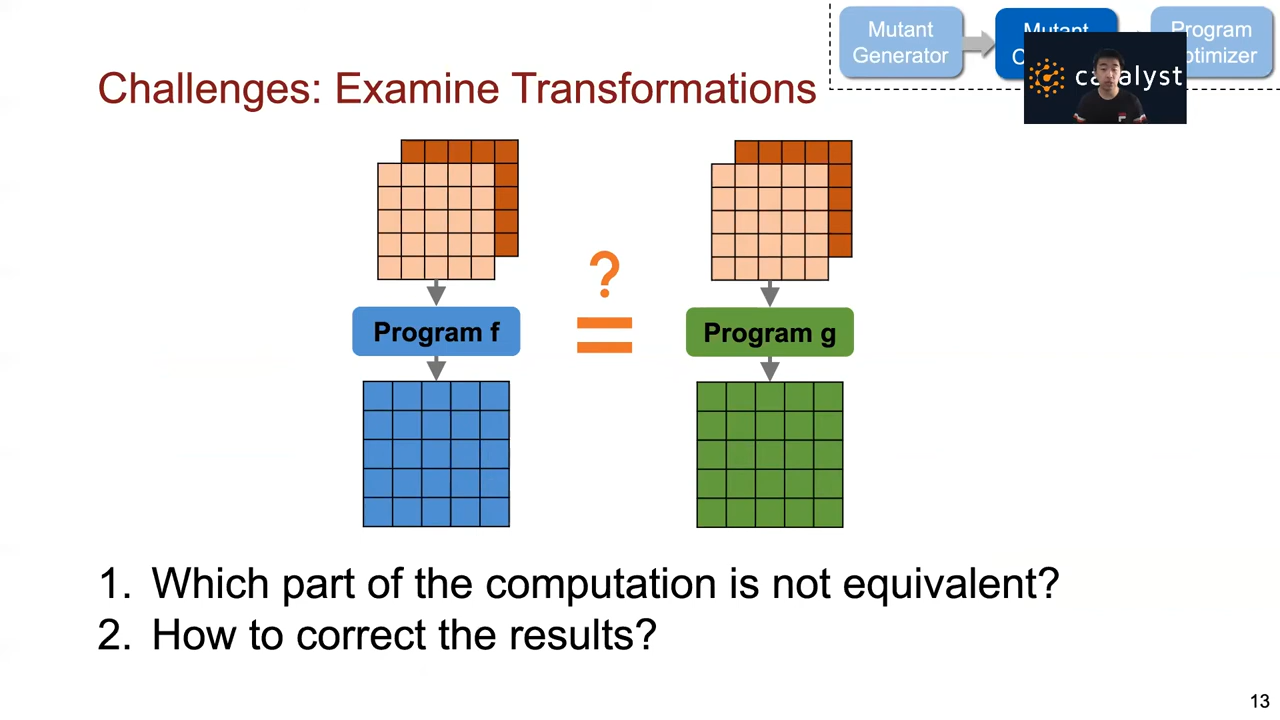 Mutant
Generator
Mutant
Program
catalyst
Challenges: Examine Transformations
?
=
Program f
Program g
1. Which part of the computation is not equivalent?
2. How to correct the results?
13